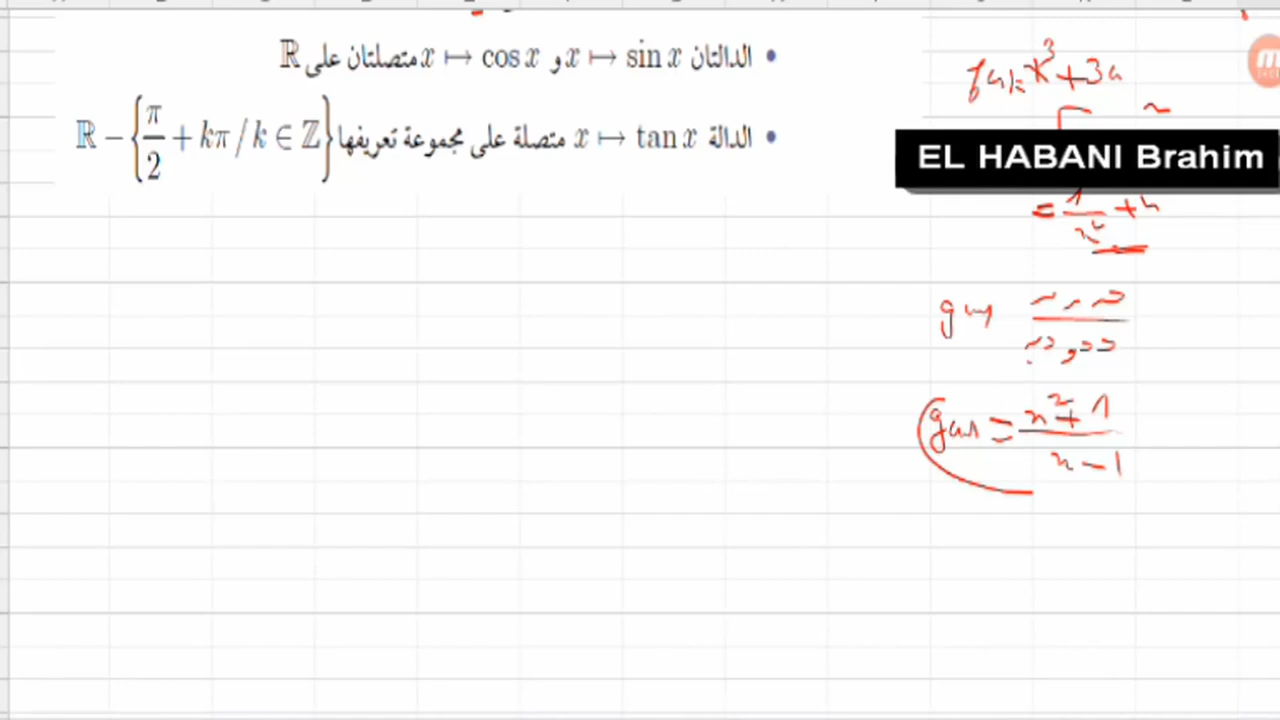 • الدالتان x ↦ sin x و x ↦ cos x متصلتان على ℝ
• الدالة x ↦ tan x متصلة على مجموعة تعريفها ℝ − {π/2 + kπ / k ∈ ℤ}
EL HABANI Brahim
g(x) = (x² + 1)/(x − 1)